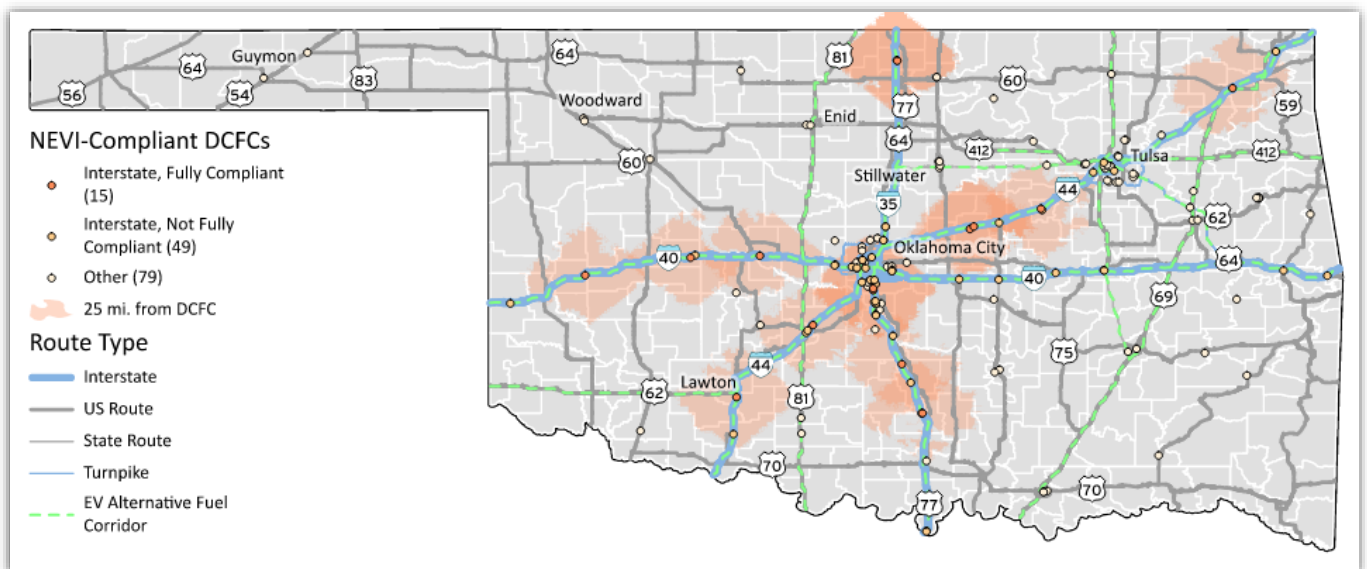 64
81
64
Guymon
64
83
60
56
54
77
59
Woodward
Enid
NEVI-Compliant DCFCs
64
412
Tulsa
412
60
Interstate, Fully Compliant
(15)
Stillwater
44
35
62
Interstate, Not Fully
Compliant (49)
Oklahoma City
40
64
Other (79)
40
25 mi. from DCFC
69
Route Type
75
44
Interstate
Lawton
62
81
US Route
State Route
70
Turnpike
70
77
EV Alternative Fuel
Corridor